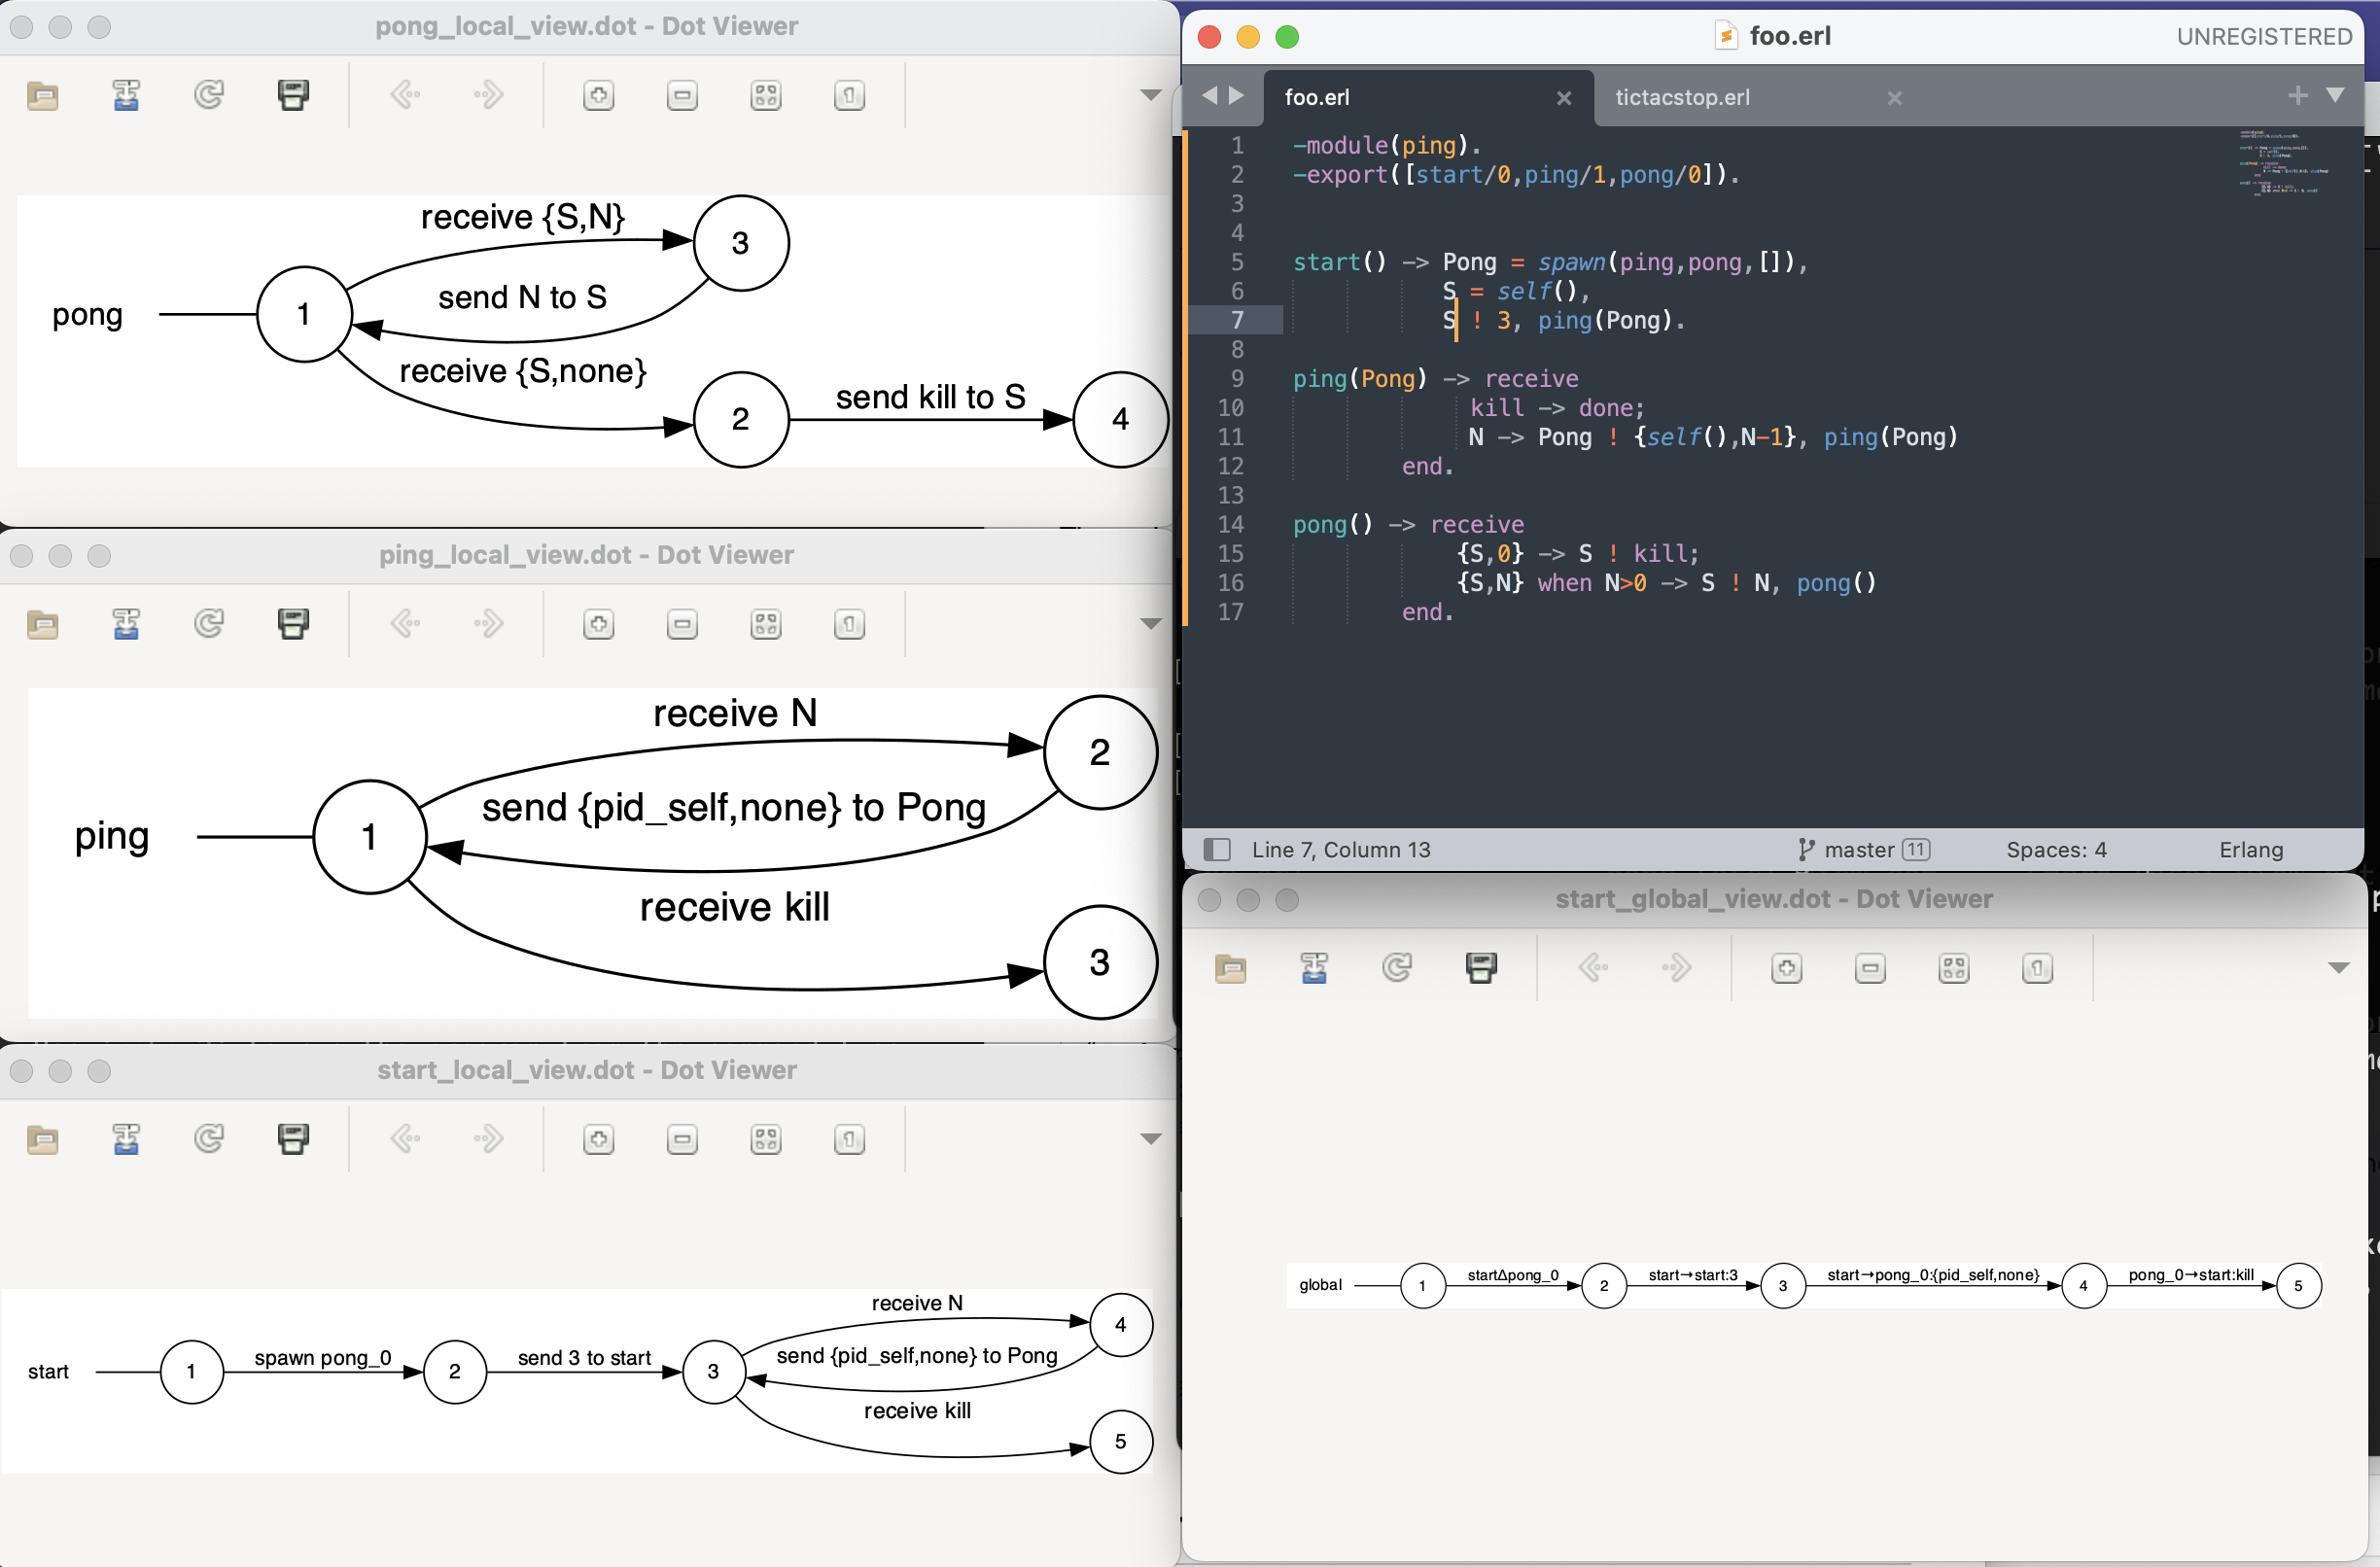 pong_local_view.dot - Dot Viewer
receive {S,N}
3
send N to S
pong
1
receive {S,none}
2
send kill to S
4
ping_local_view.dot - Dot Viewer
receive N
2
send {pid_self,none} to Pong
ping
1
receive kill
3
start_local_view.dot - Dot Viewer
receive N
4
start
1
spawn pong_0
2
send 3 to start
3
send {pid_self,none} to Pong
receive kill
5
foo.erl
UNREGISTERED
foo.erl
tictacstop.erl
1 -module(ping).
2 -export([start/0,ping/1,pong/0]).
3
4
5 start() -> Pong = spawn(ping,pong,[]),
6 S = self(),
7 S ! 3, ping(Pong).
8
9 ping(Pong) -> receive
10 kill -> done;
11 N -> Pong ! {self(),N-1}, ping(Pong)
12 end.
13
14 pong() -> receive
15 {S,0} -> S ! kill;
16 {S,N} when N>0 -> S ! N, pong()
17 end.
Line 7, Column 13
master 11
Spaces: 4
Erlang
start_global_view.dot - Dot Viewer
global
1
startΔpong_0
2
start→start:3
3
start→pong_0:{pid_self,none}
4
pong_0→start:kill
5